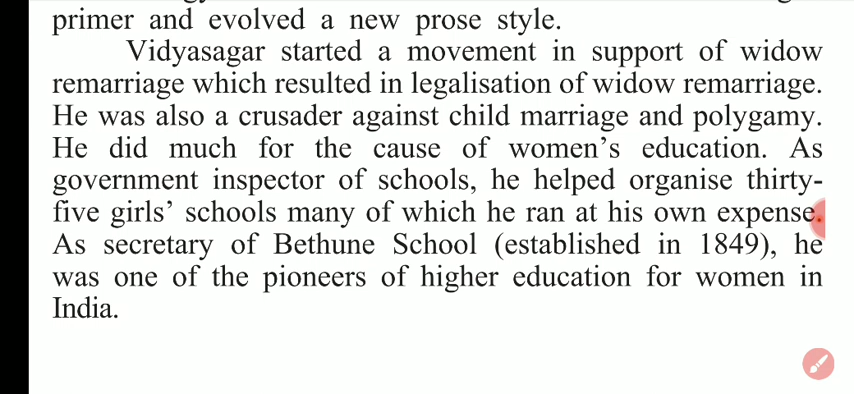 primer and evolved a new prose style.
Vidyasagar started a movement in support of widow
remarriage which resulted in legalisation of widow remarriage.
He was also a crusader against child marriage and polygamy.
He did much for the cause of women’s education. As
government inspector of schools, he helped organise thirty-
five girls’ schools many of which he ran at his own expense.
As secretary of Bethune School (established in 1849), he
was one of the pioneers of higher education for women in
India.